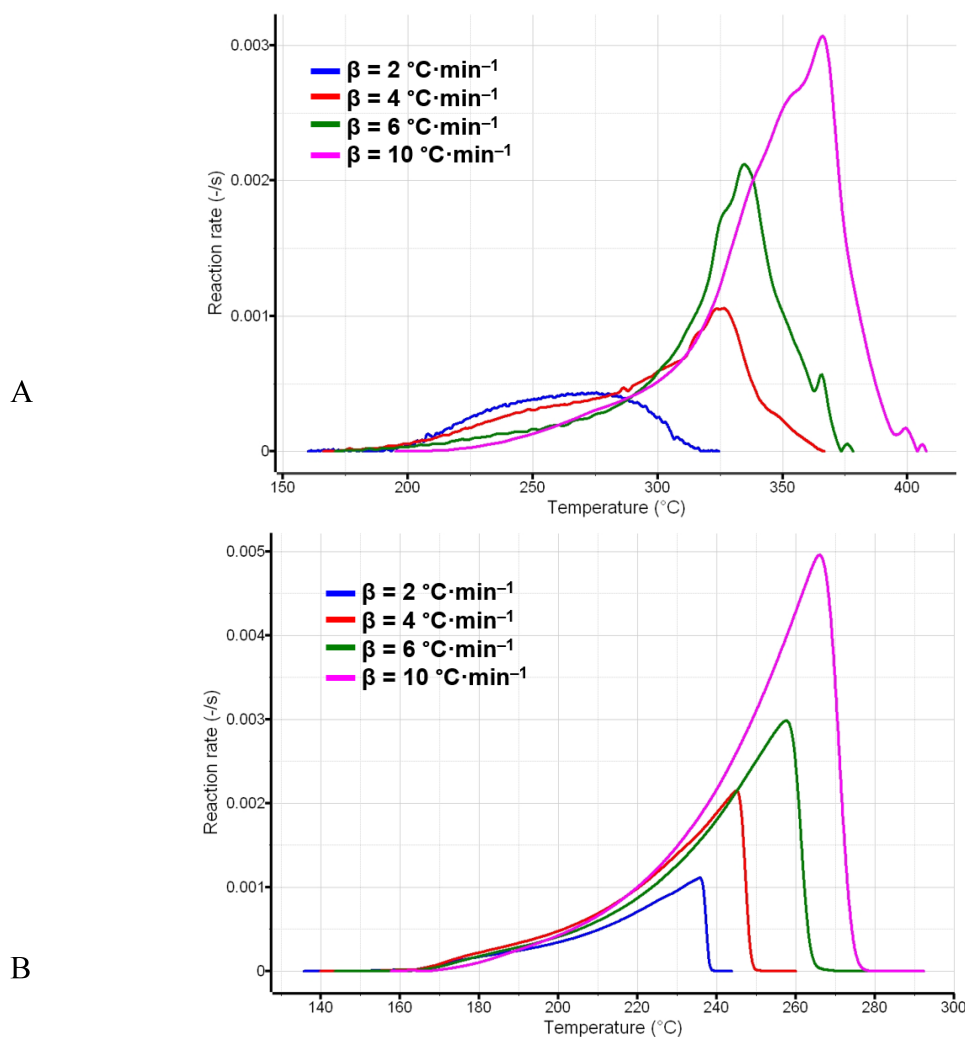 A
Reaction rate (-/s)
0.003
0.002
0.001
0
β = 2 °C·min⁻¹
β = 4 °C·min⁻¹
β = 6 °C·min⁻¹
β = 10 °C·min⁻¹
150 200 250 300 350 400
Temperature (°C)
B
Reaction rate (-/s)
0.005
0.004
0.003
0.002
0.001
0
β = 2 °C·min⁻¹
β = 4 °C·min⁻¹
β = 6 °C·min⁻¹
β = 10 °C·min⁻¹
140 160 180 200 220 240 260 280 300
Temperature (°C)